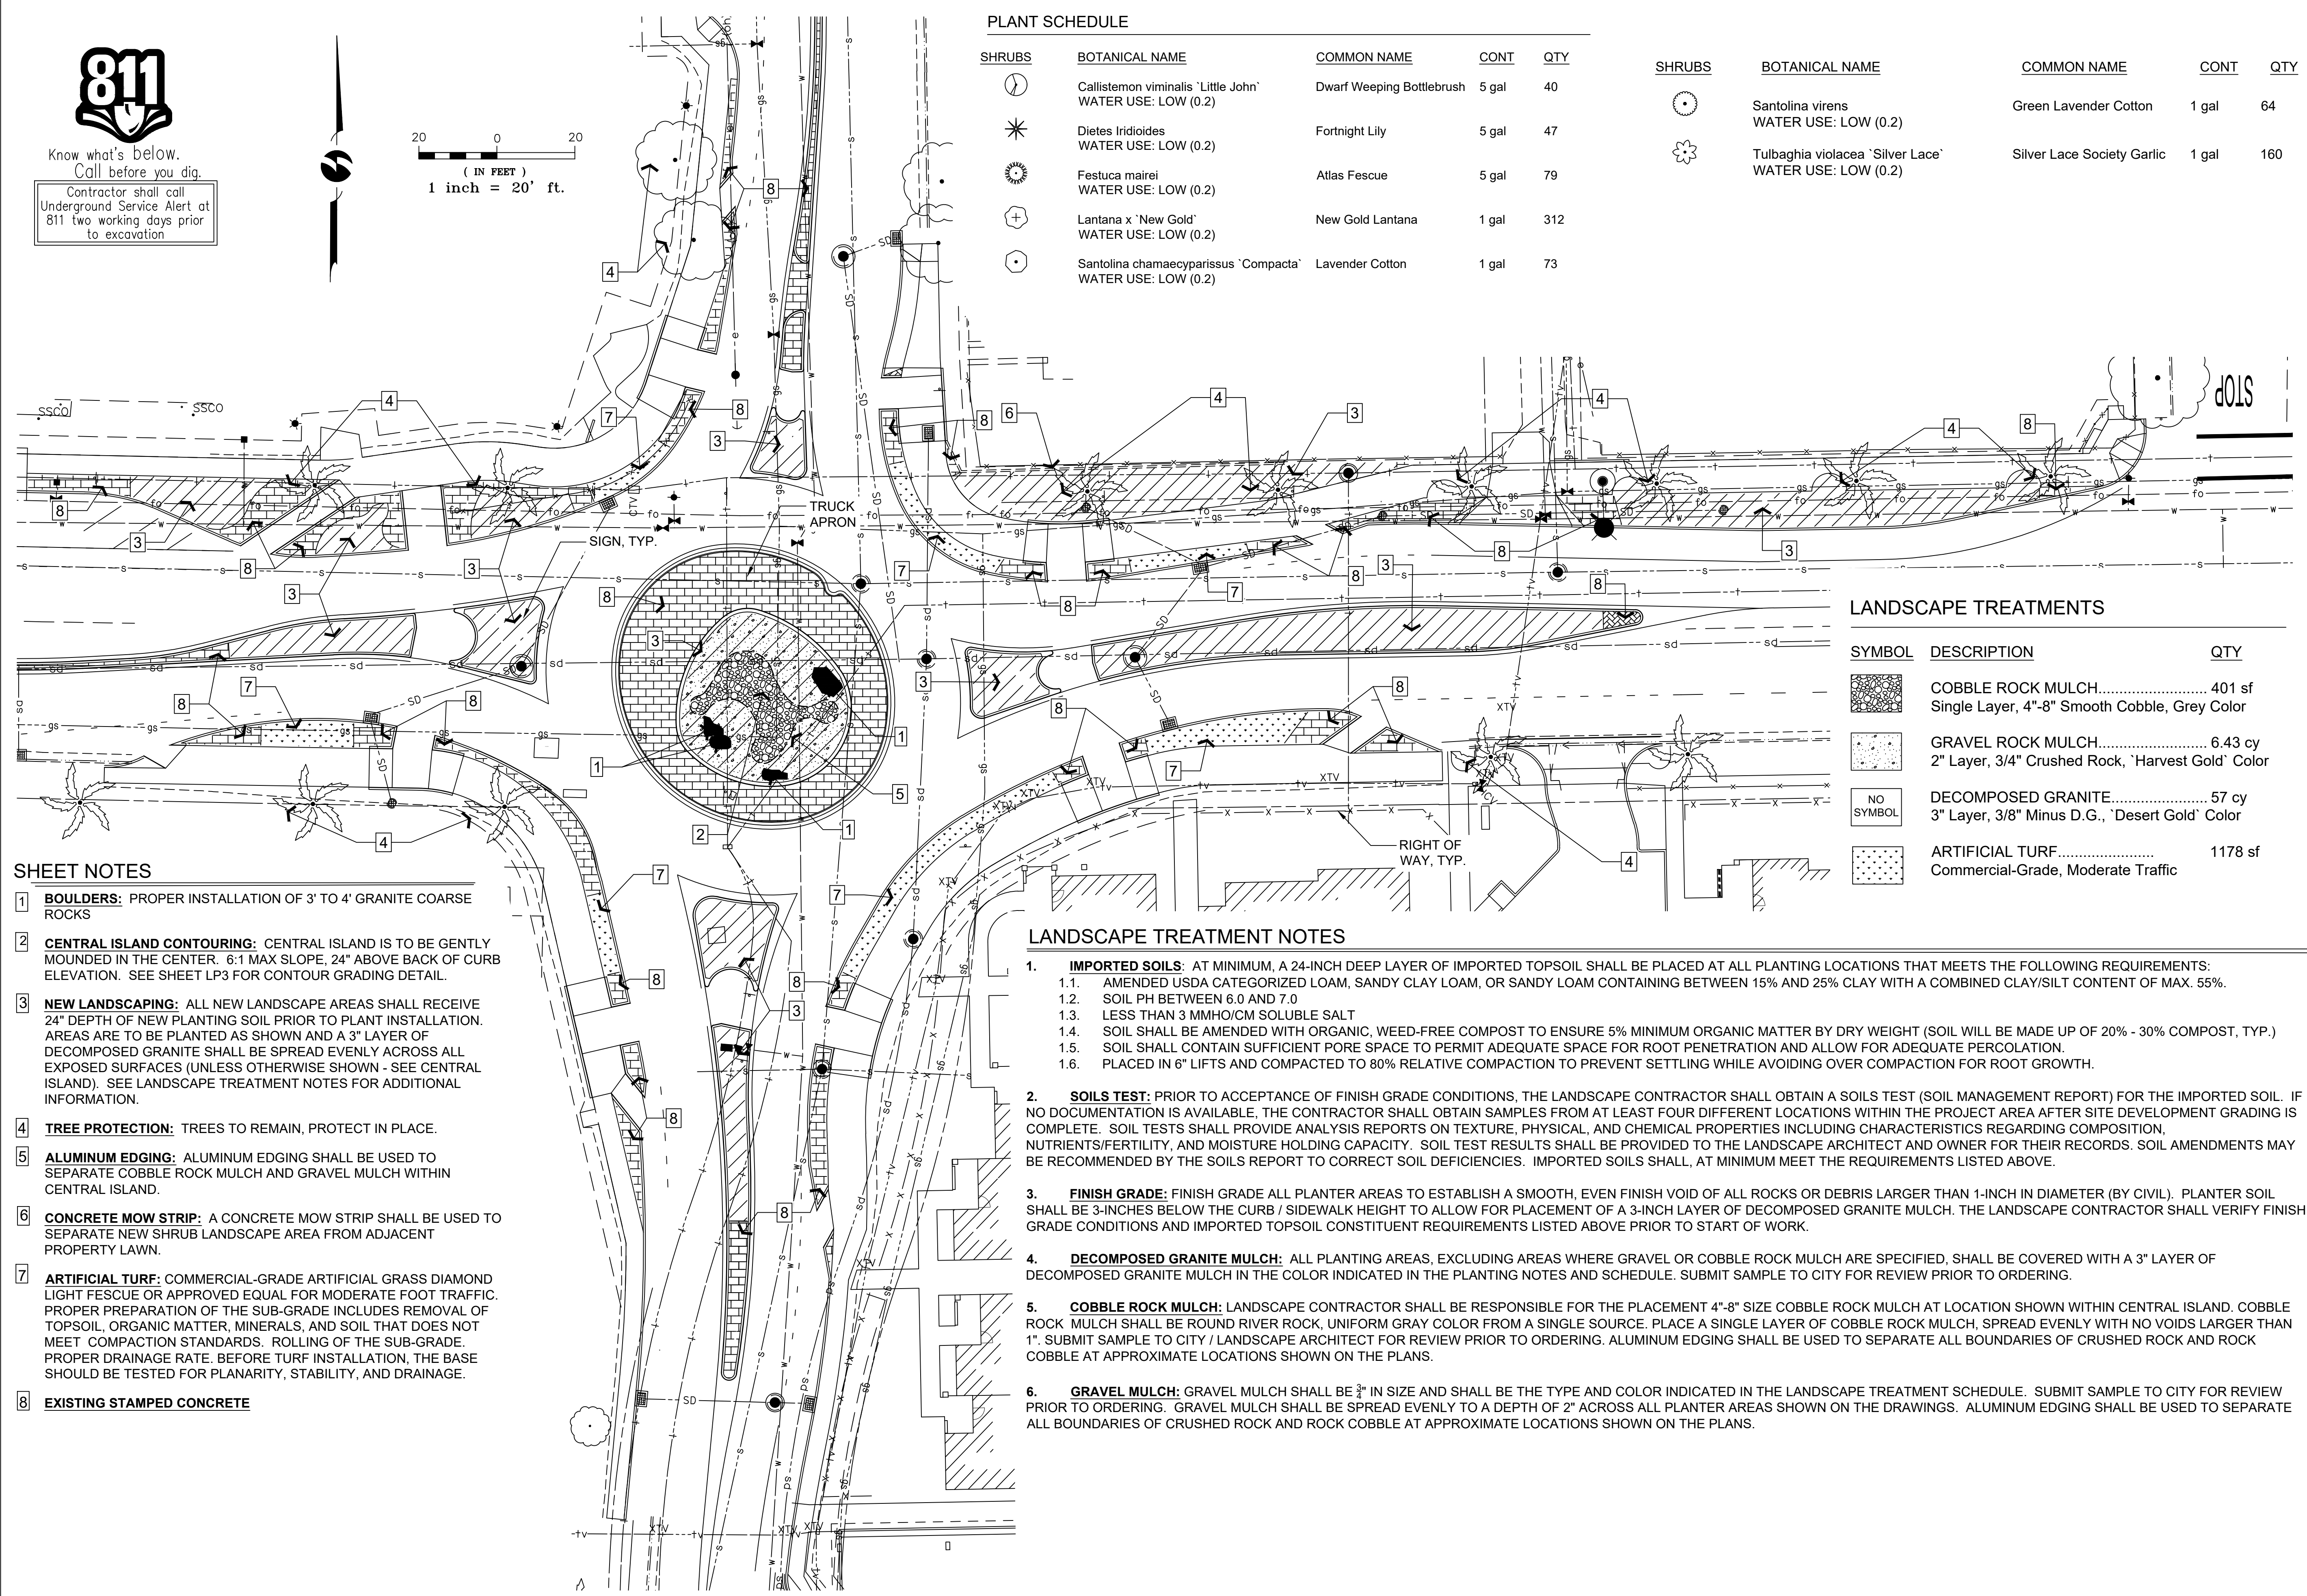 811
Know what's below.
Call before you dig.
Contractor shall call
Underground Service Alert at
811 two working days prior
to excavation
20 0 20
( IN FEET )
1 inch = 20' ft.
PLANT SCHEDULE
SHRUBS BOTANICAL NAME COMMON NAME CONT QTY
Callistemon viminalis `Little John` Dwarf Weeping Bottlebrush 5 gal 40
WATER USE: LOW (0.2)
Dietes Iridioides Fortnight Lily 5 gal 47
WATER USE: LOW (0.2)
Festuca mairei Atlas Fescue 5 gal 79
WATER USE: LOW (0.2)
Lantana x `New Gold` New Gold Lantana 1 gal 312
WATER USE: LOW (0.2)
Santolina chamaecyparissus `Compacta` Lavender Cotton 1 gal 73
WATER USE: LOW (0.2)
SHRUBS BOTANICAL NAME COMMON NAME CONT QTY
Santolina virens Green Lavender Cotton 1 gal 64
WATER USE: LOW (0.2)
Tulbaghia violacea `Silver Lace` Silver Lace Society Garlic 1 gal 160
WATER USE: LOW (0.2)
SSCO SSCO
STOP
TRUCK
APRON
SIGN, TYP.
CTV
RIGHT OF
WAY, TYP.
LANDSCAPE TREATMENTS
SYMBOL DESCRIPTION QTY
COBBLE ROCK MULCH.......................... 401 sf
Single Layer, 4"-8" Smooth Cobble, Grey Color
GRAVEL ROCK MULCH.......................... 6.43 cy
2" Layer, 3/4" Crushed Rock, `Harvest Gold` Color
NO
SYMBOL
DECOMPOSED GRANITE....................... 57 cy
3" Layer, 3/8" Minus D.G., `Desert Gold` Color
ARTIFICIAL TURF....................... 1178 sf
Commercial-Grade, Moderate Traffic
SHEET NOTES
1 BOULDERS: PROPER INSTALLATION OF 3' TO 4' GRANITE COARSE
ROCKS
2 CENTRAL ISLAND CONTOURING: CENTRAL ISLAND IS TO BE GENTLY
MOUNDED IN THE CENTER. 6:1 MAX SLOPE, 24" ABOVE BACK OF CURB
ELEVATION. SEE SHEET LP3 FOR CONTOUR GRADING DETAIL.
3 NEW LANDSCAPING: ALL NEW LANDSCAPE AREAS SHALL RECEIVE
24" DEPTH OF NEW PLANTING SOIL PRIOR TO PLANT INSTALLATION.
AREAS ARE TO BE PLANTED AS SHOWN AND A 3" LAYER OF
DECOMPOSED GRANITE SHALL BE SPREAD EVENLY ACROSS ALL
EXPOSED SURFACES (UNLESS OTHERWISE SHOWN - SEE CENTRAL
ISLAND). SEE LANDSCAPE TREATMENT NOTES FOR ADDITIONAL
INFORMATION.
4 TREE PROTECTION: TREES TO REMAIN, PROTECT IN PLACE.
5 ALUMINUM EDGING: ALUMINUM EDGING SHALL BE USED TO
SEPARATE COBBLE ROCK MULCH AND GRAVEL MULCH WITHIN
CENTRAL ISLAND.
6 CONCRETE MOW STRIP: A CONCRETE MOW STRIP SHALL BE USED TO
SEPARATE NEW SHRUB LANDSCAPE AREA FROM ADJACENT
PROPERTY LAWN.
7 ARTIFICIAL TURF: COMMERCIAL-GRADE ARTIFICIAL GRASS DIAMOND
LIGHT FESCUE OR APPROVED EQUAL FOR MODERATE FOOT TRAFFIC.
PROPER PREPARATION OF THE SUB-GRADE INCLUDES REMOVAL OF
TOPSOIL, ORGANIC MATTER, MINERALS, AND SOIL THAT DOES NOT
MEET COMPACTION STANDARDS. ROLLING OF THE SUB-GRADE.
PROPER DRAINAGE RATE. BEFORE TURF INSTALLATION, THE BASE
SHOULD BE TESTED FOR PLANARITY, STABILITY, AND DRAINAGE.
8 EXISTING STAMPED CONCRETE
LANDSCAPE TREATMENT NOTES
1. IMPORTED SOILS: AT MINIMUM, A 24-INCH DEEP LAYER OF IMPORTED TOPSOIL SHALL BE PLACED AT ALL PLANTING LOCATIONS THAT MEETS THE FOLLOWING REQUIREMENTS:
1.1. AMENDED USDA CATEGORIZED LOAM, SANDY CLAY LOAM, OR SANDY LOAM CONTAINING BETWEEN 15% AND 25% CLAY WITH A COMBINED CLAY/SILT CONTENT OF MAX. 55%.
1.2. SOIL PH BETWEEN 6.0 AND 7.0
1.3. LESS THAN 3 MMHO/CM SOLUBLE SALT
1.4. SOIL SHALL BE AMENDED WITH ORGANIC, WEED-FREE COMPOST TO ENSURE 5% MINIMUM ORGANIC MATTER BY DRY WEIGHT (SOIL WILL BE MADE UP OF 20% - 30% COMPOST, TYP.)
1.5. SOIL SHALL CONTAIN SUFFICIENT PORE SPACE TO PERMIT ADEQUATE SPACE FOR ROOT PENETRATION AND ALLOW FOR ADEQUATE PERCOLATION.
1.6. PLACED IN 6" LIFTS AND COMPACTED TO 80% RELATIVE COMPACTION TO PREVENT SETTLING WHILE AVOIDING OVER COMPACTION FOR ROOT GROWTH.
2. SOILS TEST: PRIOR TO ACCEPTANCE OF FINISH GRADE CONDITIONS, THE LANDSCAPE CONTRACTOR SHALL OBTAIN A SOILS TEST (SOIL MANAGEMENT REPORT) FOR THE IMPORTED SOIL. IF
NO DOCUMENTATION IS AVAILABLE, THE CONTRACTOR SHALL OBTAIN SAMPLES FROM AT LEAST FOUR DIFFERENT LOCATIONS WITHIN THE PROJECT AREA AFTER SITE DEVELOPMENT GRADING IS
COMPLETE. SOIL TESTS SHALL PROVIDE ANALYSIS REPORTS ON TEXTURE, PHYSICAL, AND CHEMICAL PROPERTIES INCLUDING CHARACTERISTICS REGARDING COMPOSITION,
NUTRIENTS/FERTILITY, AND MOISTURE HOLDING CAPACITY. SOIL TEST RESULTS SHALL BE PROVIDED TO THE LANDSCAPE ARCHITECT AND OWNER FOR THEIR RECORDS. SOIL AMENDMENTS MAY
BE RECOMMENDED BY THE SOILS REPORT TO CORRECT SOIL DEFICIENCIES. IMPORTED SOILS SHALL, AT MINIMUM MEET THE REQUIREMENTS LISTED ABOVE.
3. FINISH GRADE: FINISH GRADE ALL PLANTER AREAS TO ESTABLISH A SMOOTH, EVEN FINISH VOID OF ALL ROCKS OR DEBRIS LARGER THAN 1-INCH IN DIAMETER (BY CIVIL). PLANTER SOIL
SHALL BE 3-INCHES BELOW THE CURB / SIDEWALK HEIGHT TO ALLOW FOR PLACEMENT OF A 3-INCH LAYER OF DECOMPOSED GRANITE MULCH. THE LANDSCAPE CONTRACTOR SHALL VERIFY FINISH
GRADE CONDITIONS AND IMPORTED TOPSOIL CONSTITUENT REQUIREMENTS LISTED ABOVE PRIOR TO START OF WORK.
4. DECOMPOSED GRANITE MULCH: ALL PLANTING AREAS, EXCLUDING AREAS WHERE GRAVEL OR COBBLE ROCK MULCH ARE SPECIFIED, SHALL BE COVERED WITH A 3" LAYER OF
DECOMPOSED GRANITE MULCH IN THE COLOR INDICATED IN THE PLANTING NOTES AND SCHEDULE. SUBMIT SAMPLE TO CITY FOR REVIEW PRIOR TO ORDERING.
5. COBBLE ROCK MULCH: LANDSCAPE CONTRACTOR SHALL BE RESPONSIBLE FOR THE PLACEMENT 4"-8" SIZE COBBLE ROCK MULCH AT LOCATION SHOWN WITHIN CENTRAL ISLAND. COBBLE
ROCK MULCH SHALL BE ROUND RIVER ROCK, UNIFORM GRAY COLOR FROM A SINGLE SOURCE. PLACE A SINGLE LAYER OF COBBLE ROCK MULCH, SPREAD EVENLY WITH NO VOIDS LARGER THAN
1". SUBMIT SAMPLE TO CITY / LANDSCAPE ARCHITECT FOR REVIEW PRIOR TO ORDERING. ALUMINUM EDGING SHALL BE USED TO SEPARATE ALL BOUNDARIES OF CRUSHED ROCK AND ROCK
COBBLE AT APPROXIMATE LOCATIONS SHOWN ON THE PLANS.
6. GRAVEL MULCH: GRAVEL MULCH SHALL BE 3/4" IN SIZE AND SHALL BE THE TYPE AND COLOR INDICATED IN THE LANDSCAPE TREATMENT SCHEDULE. SUBMIT SAMPLE TO CITY FOR REVIEW
PRIOR TO ORDERING. GRAVEL MULCH SHALL BE SPREAD EVENLY TO A DEPTH OF 2" ACROSS ALL PLANTER AREAS SHOWN ON THE DRAWINGS. ALUMINUM EDGING SHALL BE USED TO SEPARATE
ALL BOUNDARIES OF CRUSHED ROCK AND ROCK COBBLE AT APPROXIMATE LOCATIONS SHOWN ON THE PLANS.